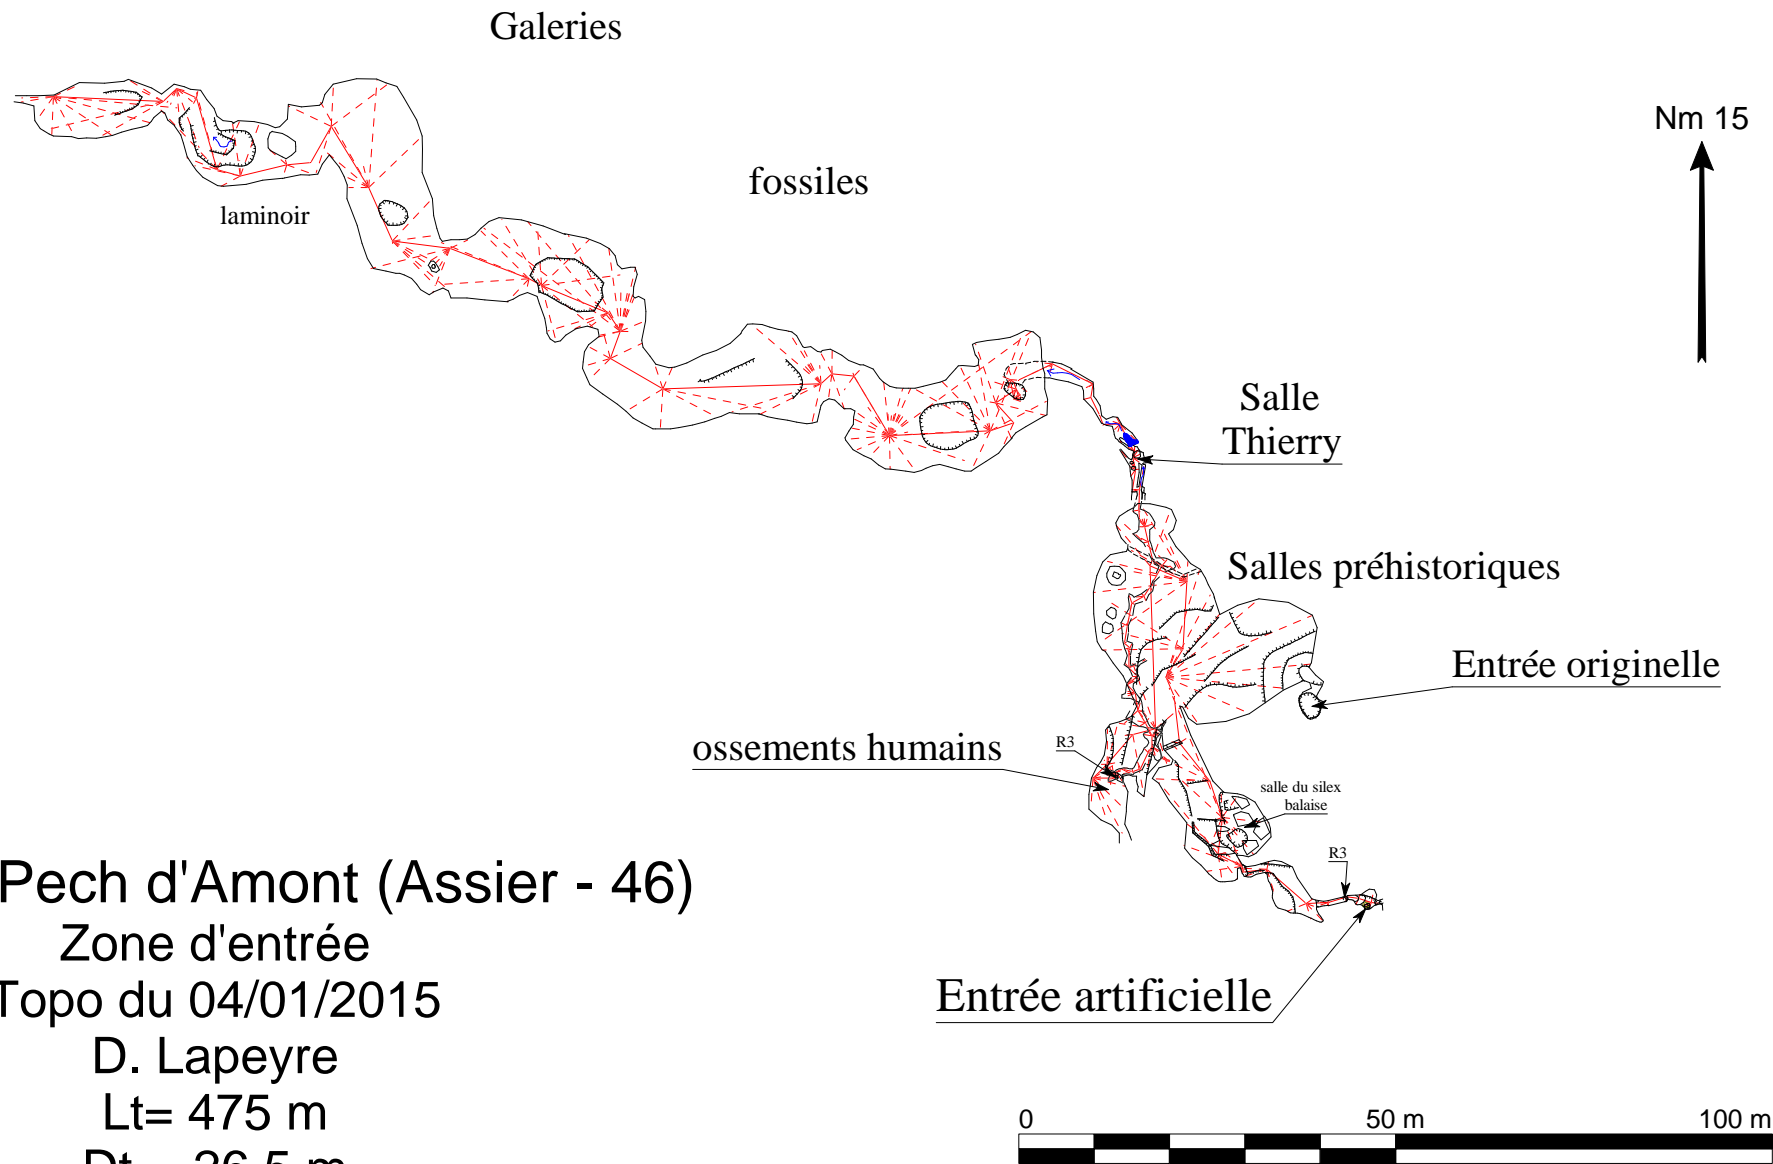 Galeries
fossiles
Nm 15
laminoir
Salle
Thierry
Salles préhistoriques
Entrée originelle
ossements humains
R3
salle du silex
balaise
R3
Entrée artificielle
Pech d'Amont (Assier - 46)
Zone d'entrée
Topo du 04/01/2015
D. Lapeyre
Lt= 475 m
0 50 m 100 m